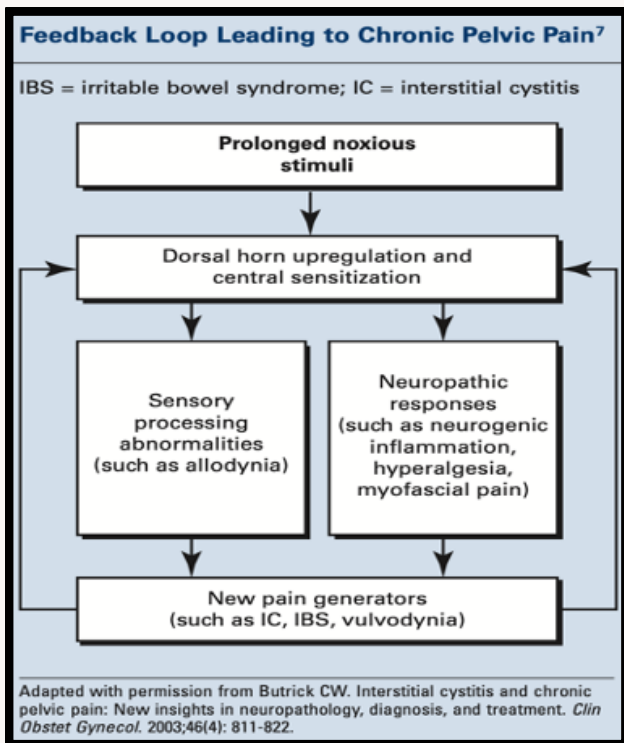 Feedback Loop Leading to Chronic Pelvic Pain⁷
IBS = irritable bowel syndrome; IC = interstitial cystitis
Prolonged noxious
stimuli
Dorsal horn upregulation and
central sensitization
Sensory
processing
abnormalities
(such as allodynia)
Neuropathic
responses
(such as neurogenic
inflammation,
hyperalgesia,
myofascial pain)
New pain generators
(such as IC, IBS, vulvodynia)
Adapted with permission from Butrick CW. Interstitial cystitis and chronic
pelvic pain: New insights in neuropathology, diagnosis, and treatment. Clin
Obstet Gynecol. 2003;46(4): 811-822.